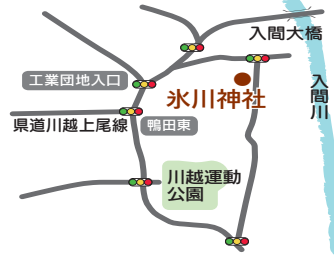 入間大橋
工業団地入口
入間川
氷川神社
県道川越上尾線
鴨田東
川越運動
公園